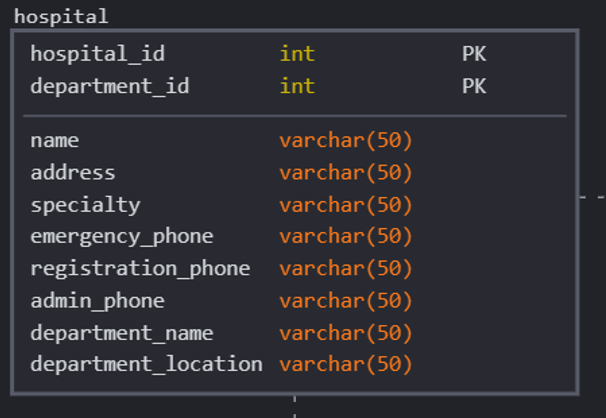 hospital
hospital_id int PK
department_id int PK
name varchar(50)
address varchar(50)
specialty varchar(50)
emergency_phone varchar(50)
registration_phone varchar(50)
admin_phone varchar(50)
department_name varchar(50)
department_location varchar(50)